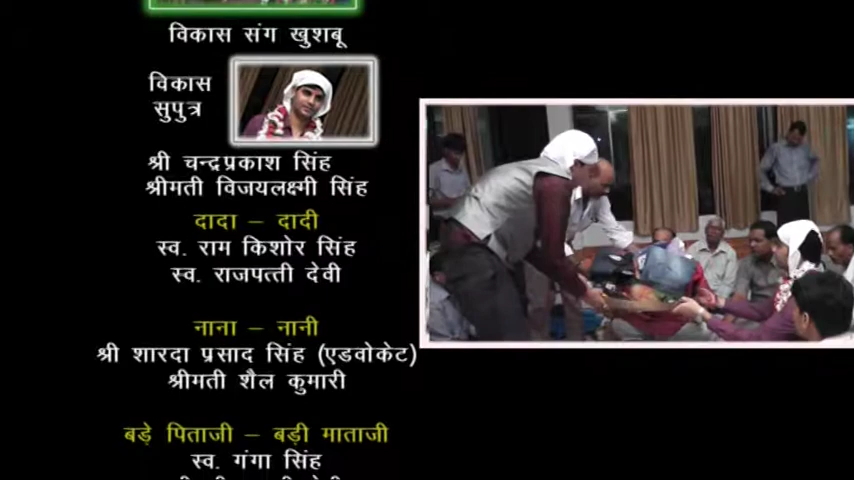 विकास संग खुशबू
विकास
सुपुत्र
श्री चन्द्रप्रकाश सिंह
श्रीमती विजयलक्ष्मी सिंह
दादा – दादी
स्व. राम किशोर सिंह
स्व. राजपत्ती देवी
नाना – नानी
श्री शारदा प्रसाद सिंह (एडवोकेट)
श्रीमती शैल कुमारी
बड़े पिताजी – बड़ी माताजी
स्व. गंगा सिंह